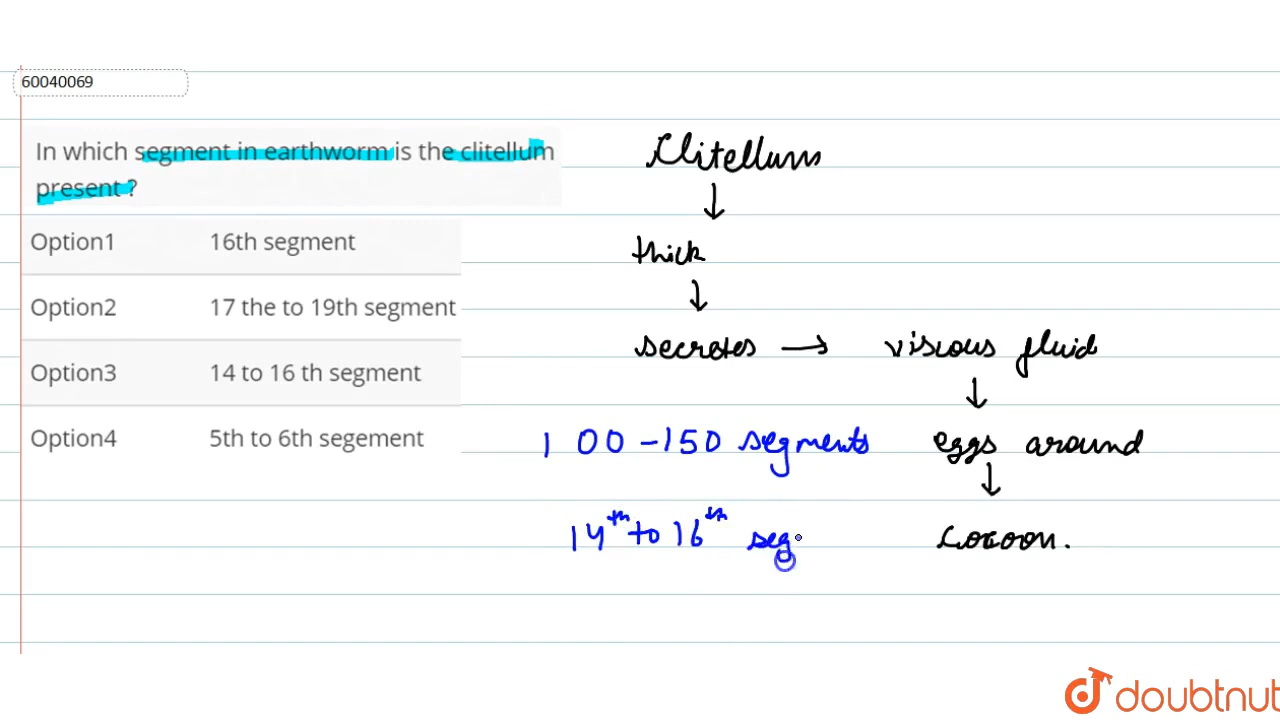 60040069
In which segment in earthworm is the clitellum
present ?
Option1 16th segment
Option2 17 the to 19th segment
Option3 14 to 16 th segment
Option4 5th to 6th segement
Clitellum
thick
secretes → viscous fluid
eggs around
cocoon.
100-150 segments
14th to 16th seg
doubtnut